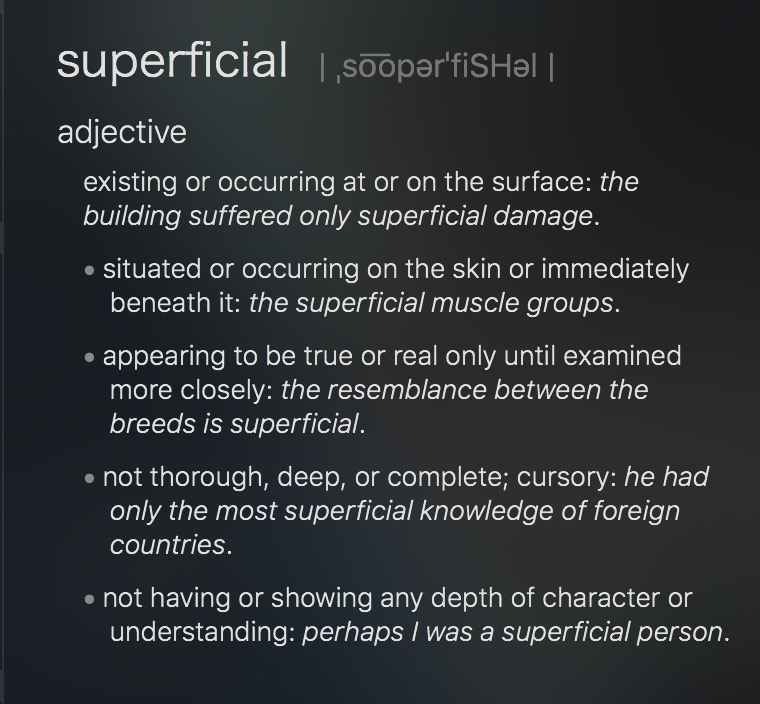 superficial | ˌso͞opərˈfiSHəl |
adjective
existing or occurring at or on the surface: the
building suffered only superficial damage.
• situated or occurring on the skin or immediately
beneath it: the superficial muscle groups.
• appearing to be true or real only until examined
more closely: the resemblance between the
breeds is superficial.
• not thorough, deep, or complete; cursory: he had
only the most superficial knowledge of foreign
countries.
• not having or showing any depth of character or
understanding: perhaps I was a superficial person.